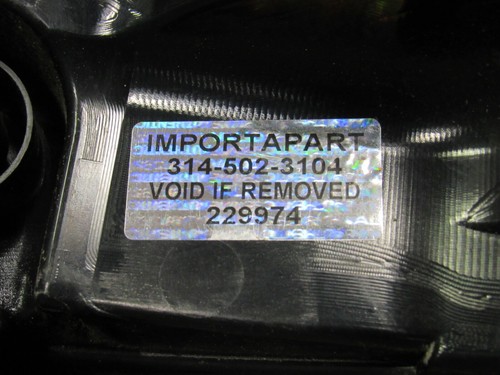 IMPORTAPART
314-502-3104
VOID IF REMOVED
229974